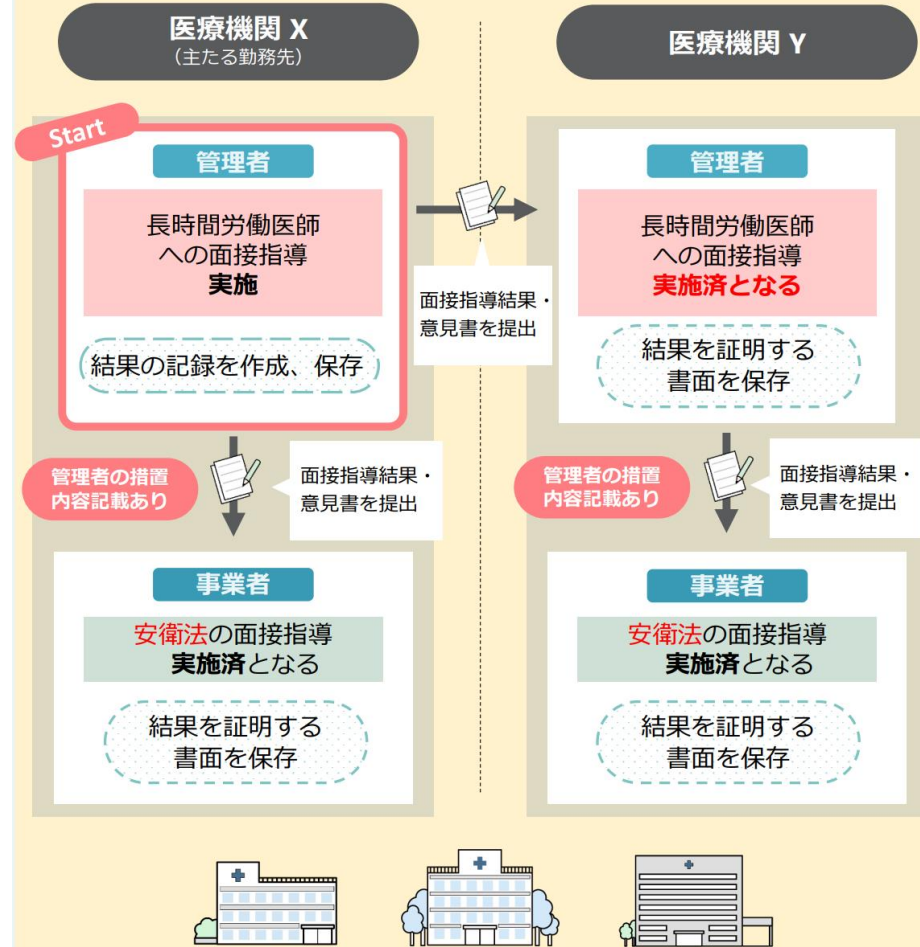 医療機関 X
（主たる勤務先）
医療機関 Y
Start
管理者
長時間労働医師
への面接指導
実施
結果の記録を作成、保存
面接指導結果・
意見書を提出
管理者
長時間労働医師
への面接指導
実施済となる
結果を証明する
書面を保存
管理者の措置
内容記載あり
面接指導結果・
意見書を提出
管理者の措置
内容記載あり
面接指導結果・
意見書を提出
事業者
安衛法の面接指導
実施済となる
結果を証明する
書面を保存
事業者
安衛法の面接指導
実施済となる
結果を証明する
書面を保存